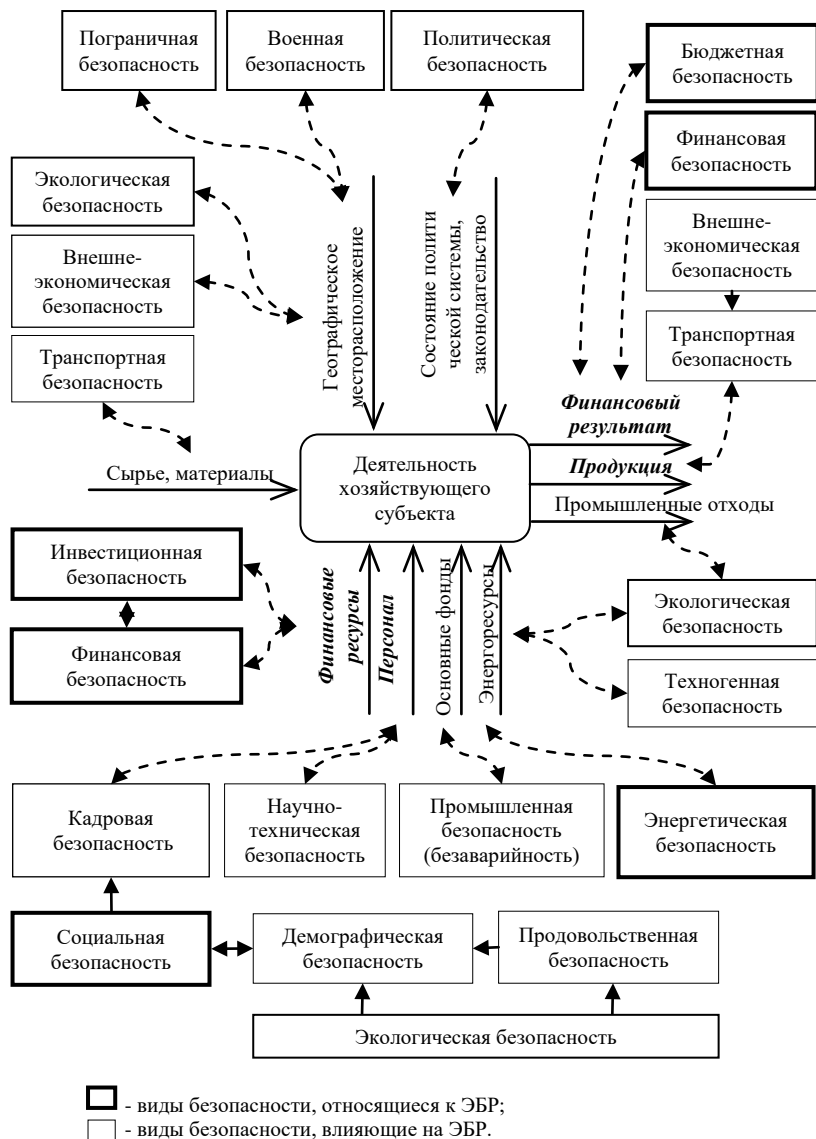 Пограничная
безопасность
Военная
безопасность
Политическая
безопасность
Бюджетная
безопасность
Финансовая
безопасность
Экологическая
безопасность
Внешне-
экономическая
безопасность
Транспортная
безопасность
Географическое
месторасположение
Состояние полити
ческой системы,
законодательство
Внешне-
экономическая
безопасность
Транспортная
безопасность
Финансовый
результат
Сырье, материалы
Деятельность
хозяйствующего
субъекта
Продукция
Промышленные отходы
Инвестиционная
безопасность
Финансовая
безопасность
Финансовые
ресурсы
Персонал
Основные фонды
Энергоресурсы
Экологическая
безопасность
Техногенная
безопасность
Кадровая
безопасность
Научно-
техническая
безопасность
Промышленная
безопасность
(безаварийность)
Энергетическая
безопасность
Социальная
безопасность
Демографическая
безопасность
Продовольственная
безопасность
Экологическая безопасность
- виды безопасности, относящиеся к ЭБР;
- виды безопасности, влияющие на ЭБР.